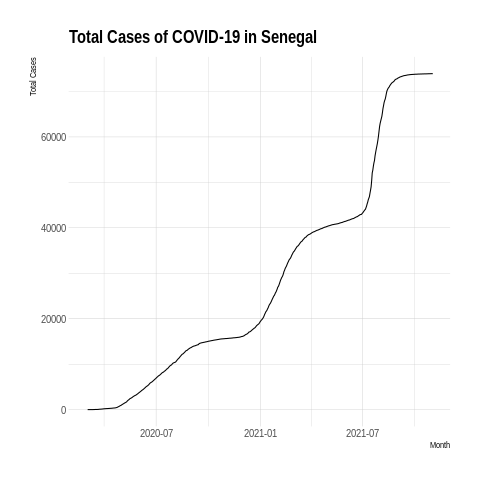 Total Cases of COVID-19 in Senegal
Total Cases
60000
40000
20000
0
2020-07
2021-01
2021-07
Month